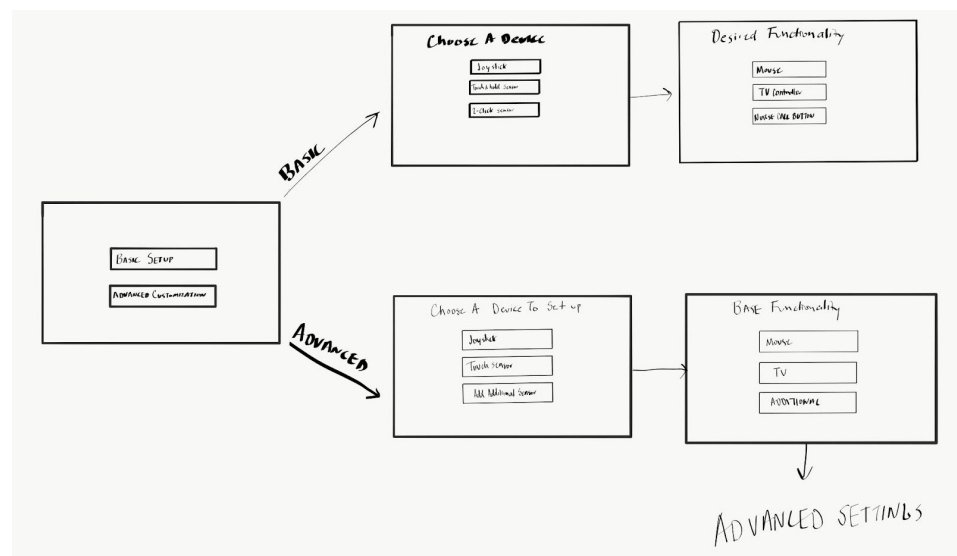 Choose A Device
Joystick
Touch & hold Sensor
2-click sensor
Desired Functionality
Mouse
TV Controller
NURSE CALL BUTTON
BASIC
BASIC SETUP
ADVANCED CUSTOMIZATION
ADVANCED
Choose A Device To Set up
Joystick
Touch sensor
Add Additional Sensor
BASE Functionality
Mouse
TV
ADDITIONAL
ADVANCED SETTINGS